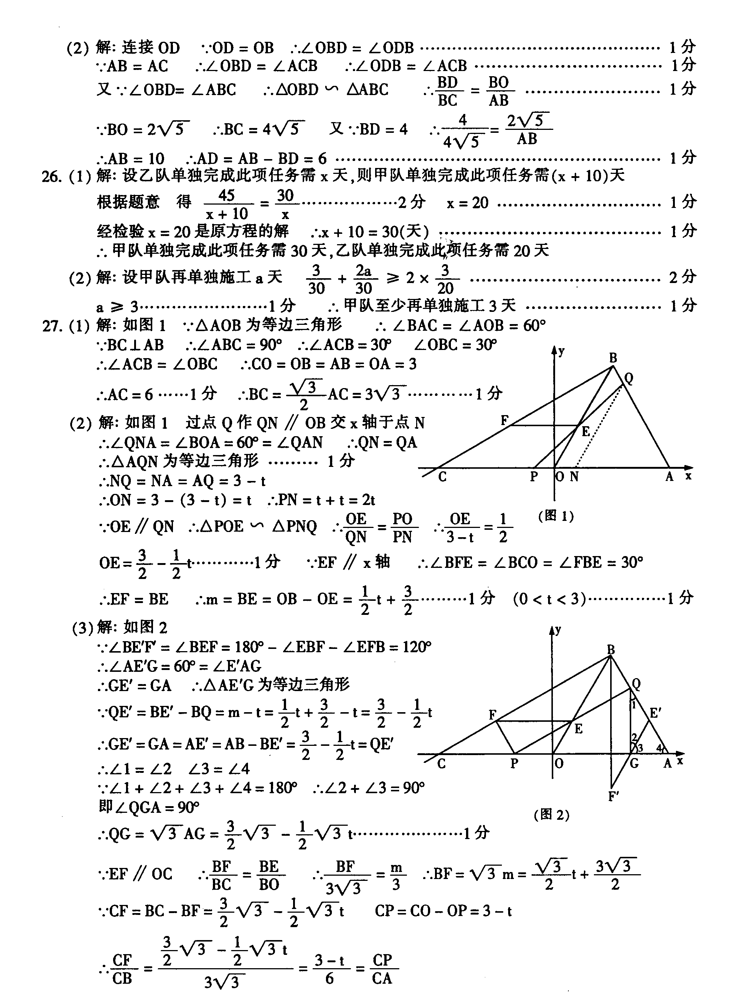 (2) 解: 连接 OD ∵OD = OB ∴∠OBD = ∠ODB ………………………………… 1 分
∵AB = AC ∴∠OBD = ∠ACB ∴∠ODB = ∠ACB ………………………… 1 分
又 ∵∠OBD= ∠ABC ∴△OBD ∽ △ABC ∴BD/BC = BO/AB ………………… 1 分
∵BO = 2√5 ∴BC = 4√5 又 ∵BD = 4 ∴4/(4√5) = 2√5/AB
∴AB = 10 ∴AD = AB − BD = 6 ………………………………………… 1 分
26. (1) 解: 设乙队单独完成此项任务需 x 天,则甲队单独完成此项任务需(x + 10)天
根据题意 得 45/(x + 10) = 30/x ………………2 分 x = 20 ……………………… 1 分
经检验 x = 20 是原方程的解 ∴x + 10 = 30(天) ……………………………… 1 分
∴ 甲队单独完成此项任务需 30 天,乙队单独完成此项任务需 20 天
(2) 解: 设甲队再单独施工 a 天 3/30 + 2a/30 ⩾ 2 × 3/20 ………………………… 2 分
a ⩾ 3………………………1 分 ∴ 甲队至少再单独施工 3 天 …………………… 1 分
27. (1) 解: 如图 1 ∵△AOB 为等边三角形 ∴ ∠BAC = ∠AOB = 60°
∵BC⊥AB ∴∠ABC = 90° ∴∠ACB = 30° ∠OBC = 30°
∴∠ACB = ∠OBC ∴CO = OB = AB = OA = 3
∴AC = 6 ……1 分 ∴BC = √3/2 AC = 3√3 …………1 分
(2) 解: 如图 1 过点 Q 作 QN ∥ OB 交 x 轴于点 N
∴∠QNA = ∠BOA = 60° = ∠QAN ∴QN = QA
∴△AQN 为等边三角形 ……… 1 分
∴NQ = NA = AQ = 3 − t
∴ON = 3 − (3 − t) = t ∴PN = t + t = 2t
∵OE ∥ QN ∴△POE ∽ △PNQ ∴OE/QN = PO/PN ∴OE/(3−t) = 1/2
y
B
Q
F
E
C
P
O
N
A
x
(图 1)
OE = 3/2 − 1/2 t…………1 分 ∵EF ∥ x 轴 ∴∠BFE = ∠BCO = ∠FBE = 30°
∴EF = BE ∴m = BE = OB − OE = 1/2 t + 3/2 ………1 分 (0 < t < 3)……………1 分
(3) 解: 如图 2
∵∠BE′F′ = ∠BEF = 180° − ∠EBF − ∠EFB = 120°
∴∠AE′G = 60° = ∠E′AG
∴GE′ = GA ∴△AE′G 为等边三角形
∵QE′ = BE′ − BQ = m − t = 1/2 t + 3/2 − t = 3/2 − 1/2 t
∴GE′ = GA = AE′ = AB − BE′ = 3/2 − 1/2 t = QE′
∴∠1 = ∠2 ∠3 = ∠4
∵∠1 + ∠2 + ∠3 + ∠4 = 180° ∴∠2 + ∠3 = 90°
即∠QGA = 90°
y
B
Q
1
F
E′
E
2
3
4
C
P
O
G
A
x
F′
(图 2)
∴QG = √3 AG = 3/2 √3 − 1/2 √3 t……………………1 分
∵EF ∥ OC ∴BF/BC = BE/BO ∴BF/(3√3) = m/3 ∴BF = √3 m = √3/2 t + 3√3/2
∵CF = BC − BF = 3/2 √3 − 1/2 √3 t CP = CO − OP = 3 − t
∴CF/CB = (3/2 √3 − 1/2 √3 t)/(3√3) = (3 − t)/6 = CP/CA